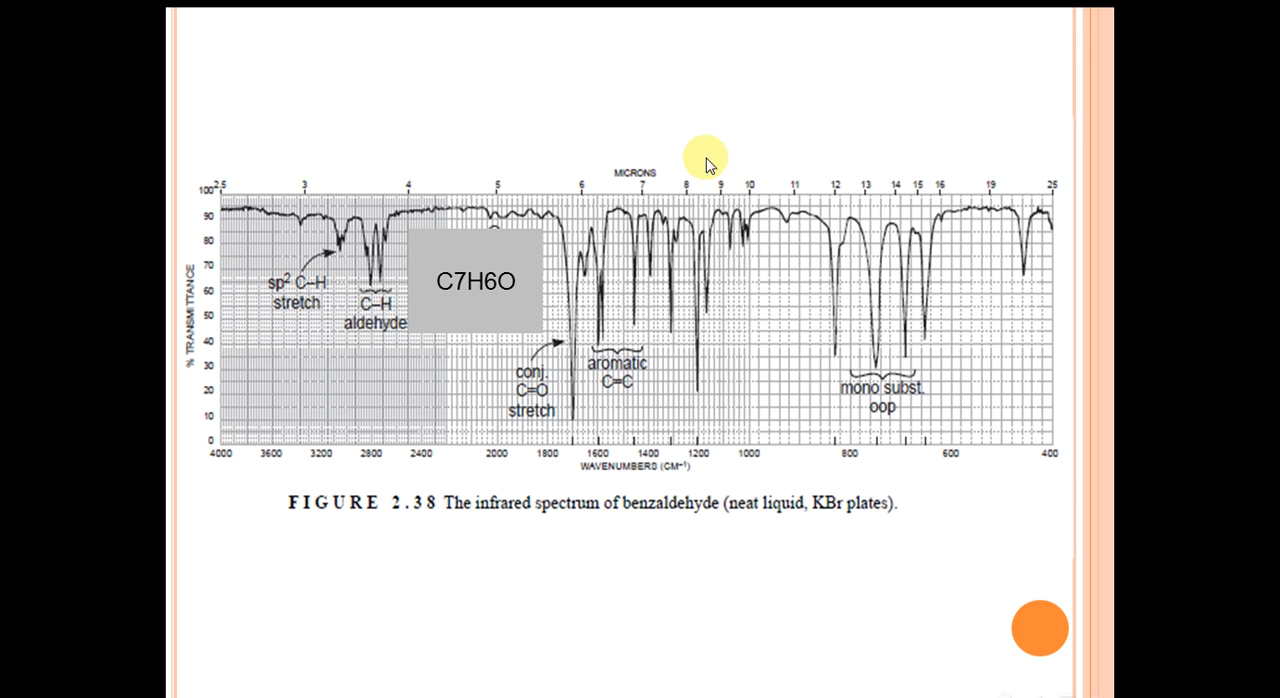 MICRONS
2.5 3 4 5 6 7 8 9 10 11 12 13 14 15 16 19 25
100
90
80
70
60
50
40
30
20
10
0
% TRANSMITTANCE
sp2 C–H
stretch
C–H
aldehyde
C7H6O
conj.
C=O
stretch
aromatic
C=C
mono subst.
oop
4000 3600 3200 2800 2400 2000 1800 1600 1400 1200 1000 800 600 400
WAVENUMBERS (CM-1)
FIGURE 2.38 The infrared spectrum of benzaldehyde (neat liquid, KBr plates).